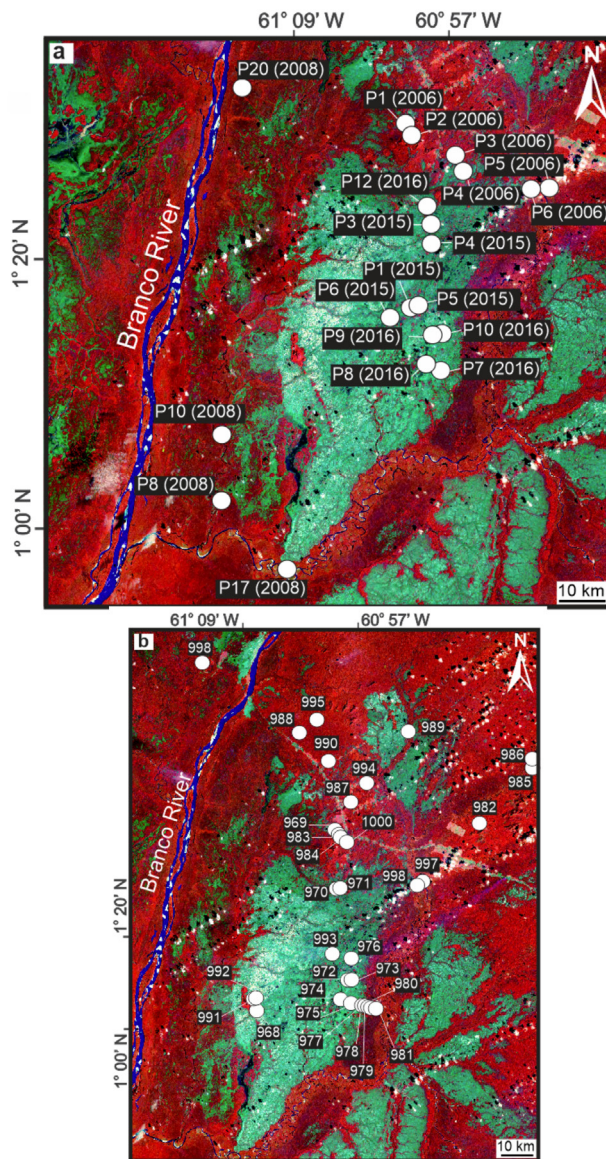 61° 09' W
60° 57' W
a
P20 (2008)
N
P1 (2006)
P2 (2006)
P3 (2006)
P5 (2006)
P12 (2016)
P4 (2006)
P6 (2006)
P3 (2015)
1° 20' N
P4 (2015)
Branco River
P1 (2015)
P6 (2015)
P5 (2015)
P9 (2016)
P10 (2016)
P8 (2016)
P7 (2016)
P10 (2008)
P8 (2008)
1° 00' N
P17 (2008)
10 km
61° 09' W
60° 57' W
b
998
N
995
988
989
990
986
994
985
987
Branco River
982
969
1000
983
984
997
971
998
970
1° 20' N
993
976
992
972
973
974
980
991
975
968
977
978
981
1° 00' N
979
10 km